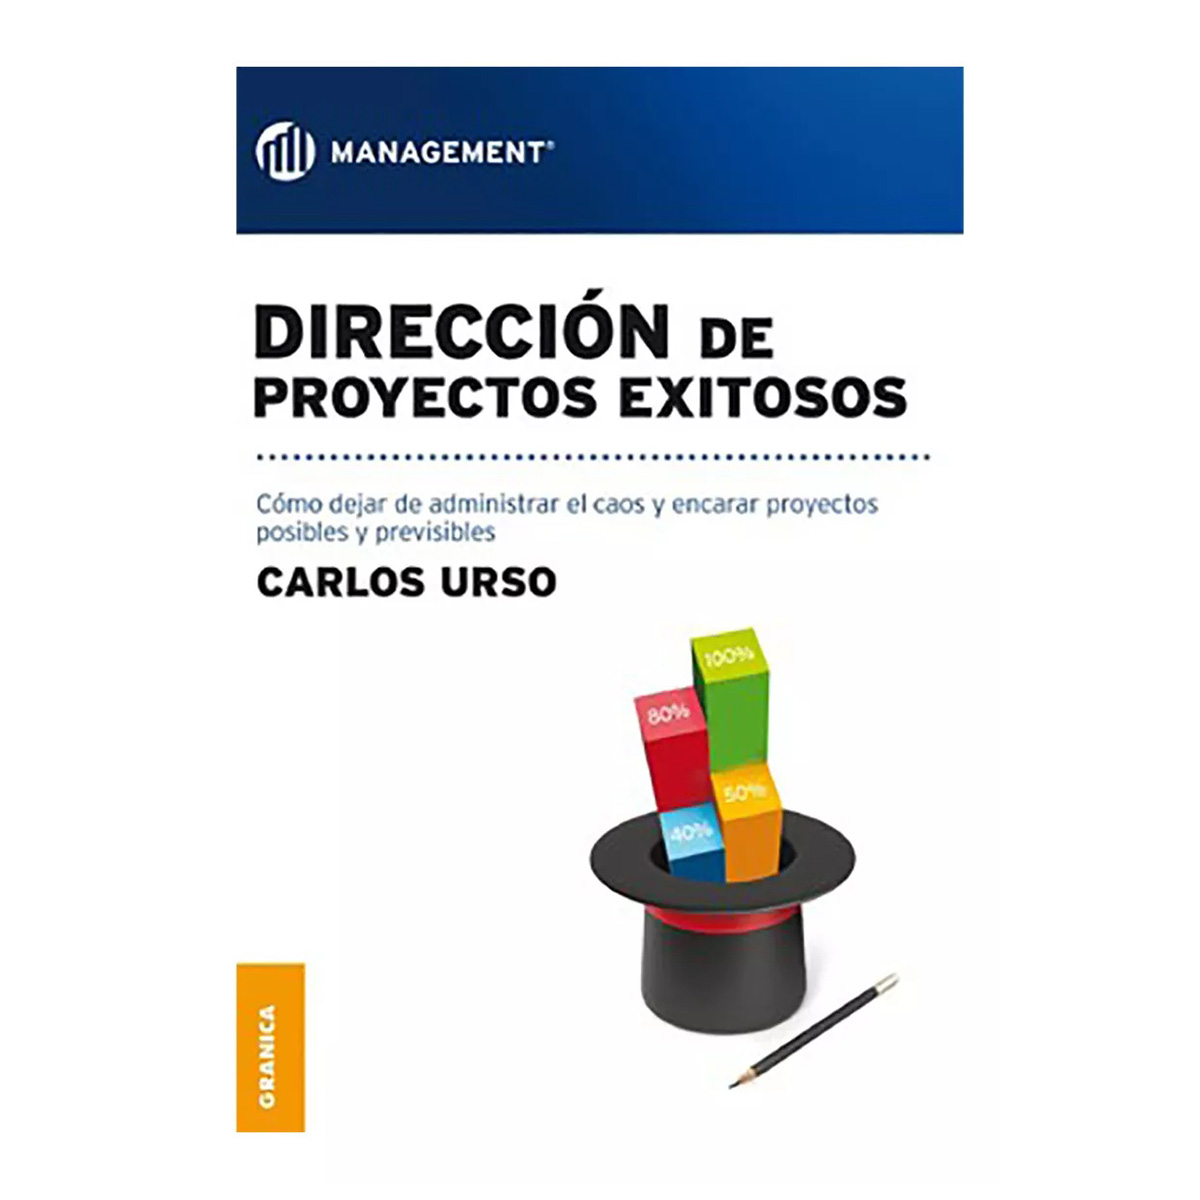 MANAGEMENT®
DIRECCIÓN DE
PROYECTOS EXITOSOS
Cómo dejar de administrar el caos y encarar proyectos
posibles y previsibles
CARLOS URSO
100%
80%
50%
40%
GRANICA